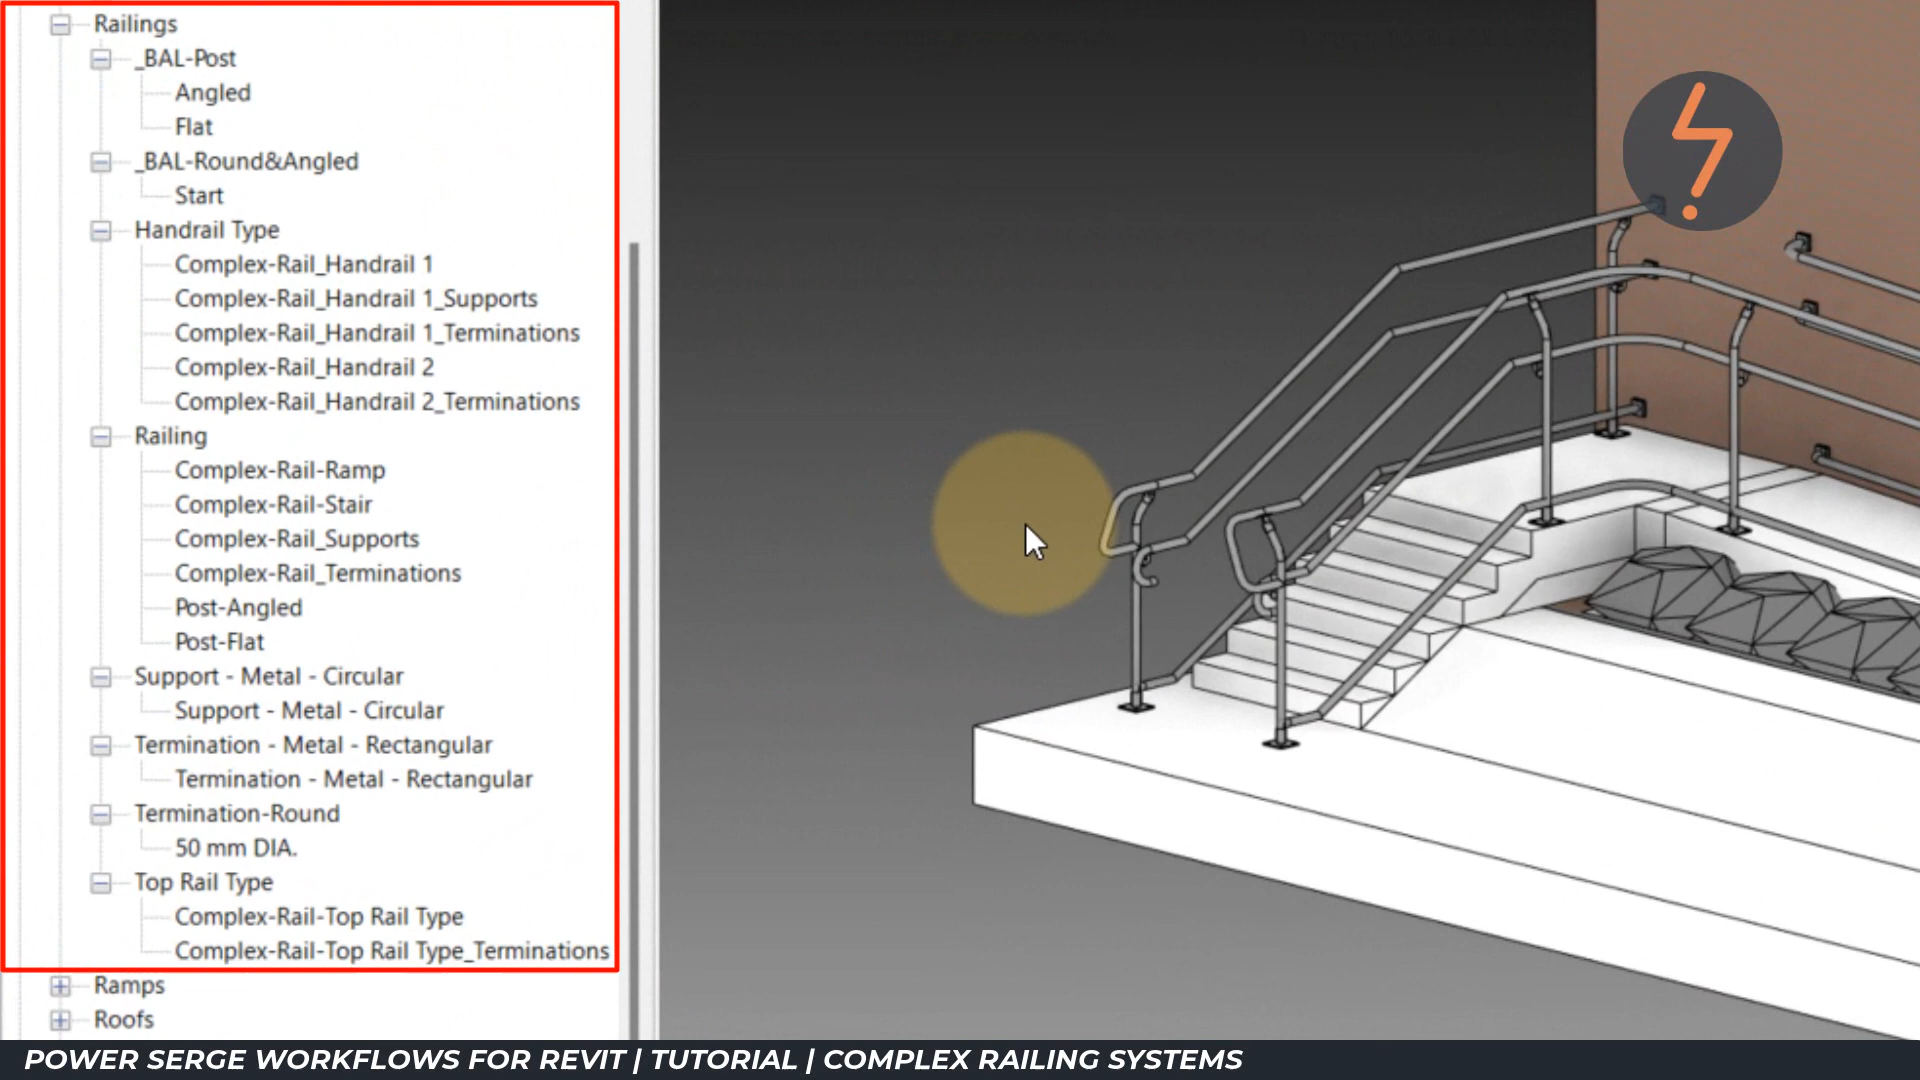 Railings
_BAL-Post
Angled
Flat
_BAL-Round&Angled
Start
Handrail Type
Complex-Rail_Handrail 1
Complex-Rail_Handrail 1_Supports
Complex-Rail_Handrail 1_Terminations
Complex-Rail_Handrail 2
Complex-Rail_Handrail 2_Terminations
Railing
Complex-Rail-Ramp
Complex-Rail-Stair
Complex-Rail_Supports
Complex-Rail_Terminations
Post-Angled
Post-Flat
Support - Metal - Circular
Support - Metal - Circular
Termination - Metal - Rectangular
Termination - Metal - Rectangular
Termination-Round
50 mm DIA.
Top Rail Type
Complex-Rail-Top Rail Type
Complex-Rail-Top Rail Type_Terminations
Ramps
Roofs
POWER SERGE WORKFLOWS FOR REVIT | TUTORIAL | COMPLEX RAILING SYSTEMS